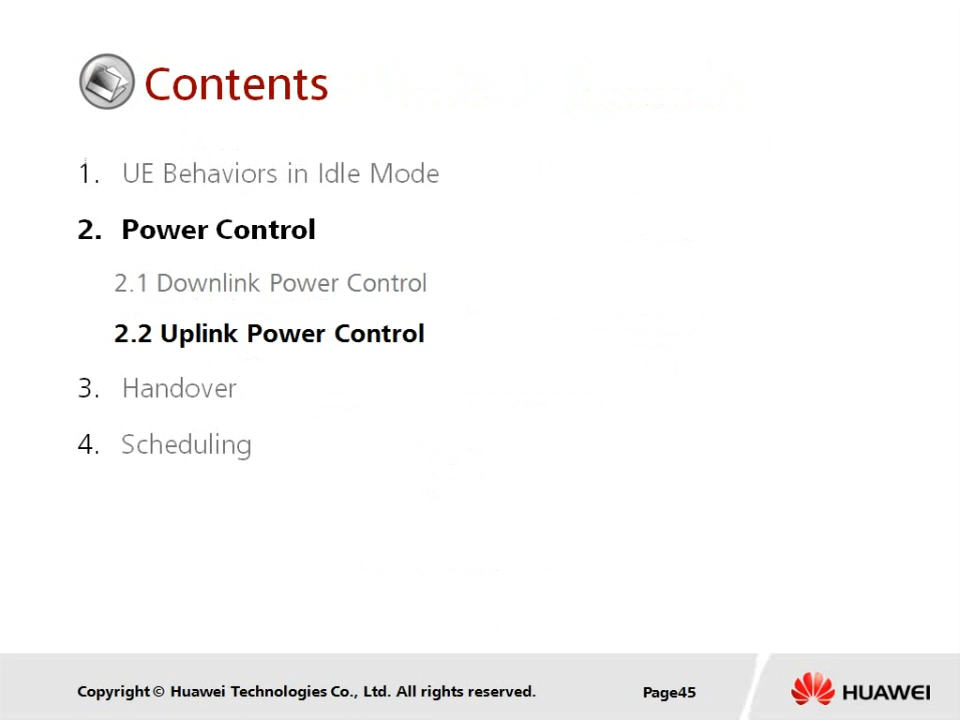 Contents
1. UE Behaviors in Idle Mode
2. Power Control
2.1 Downlink Power Control
2.2 Uplink Power Control
3. Handover
4. Scheduling
Copyright © Huawei Technologies Co., Ltd. All rights reserved. Page45 HUAWEI